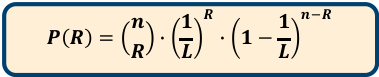 P(R) = (n R) · (1/L)^R · (1 − 1/L)^{n−R}